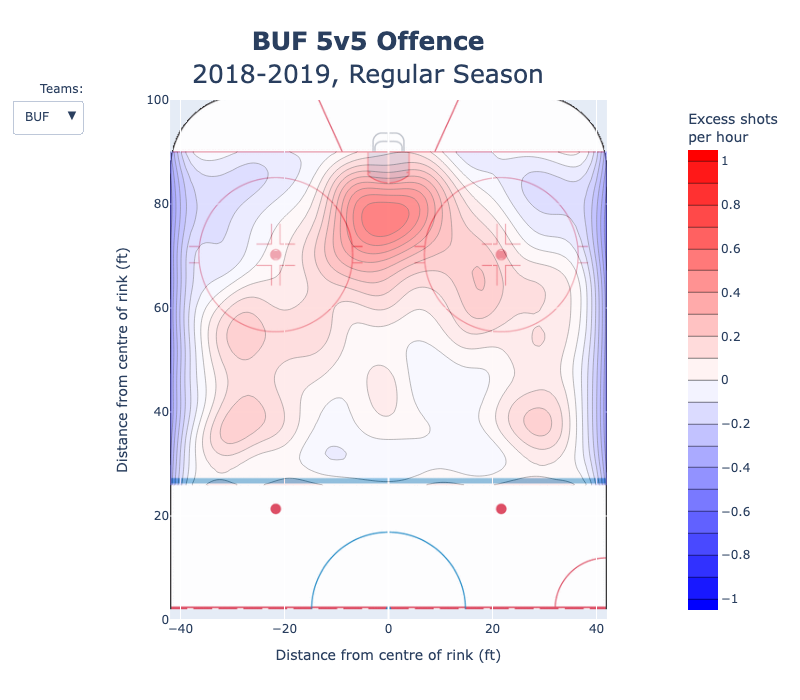 BUF 5v5 Offence
2018-2019, Regular Season
Teams:
BUF ▼
Distance from centre of rink (ft)
100
80
60
40
20
0
−40
−20
0
20
40
Distance from centre of rink (ft)
Excess shots
per hour
1
0.8
0.6
0.4
0.2
0
−0.2
−0.4
−0.6
−0.8
−1